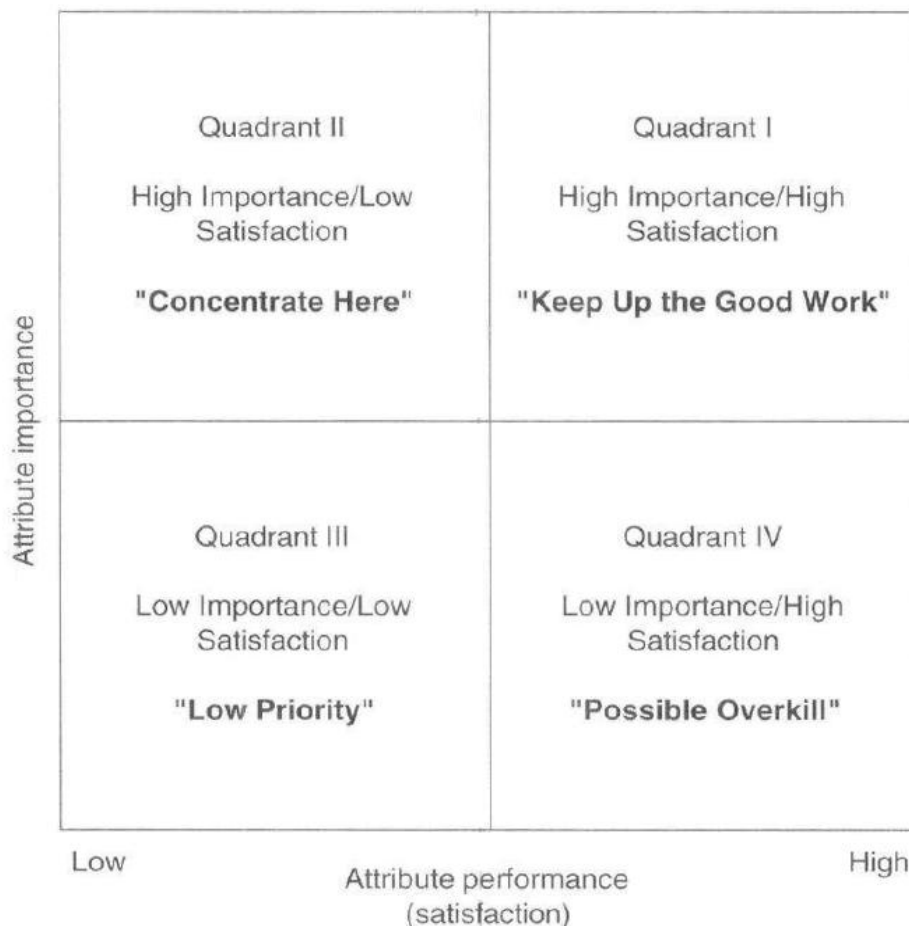 Quadrant II
High Importance/Low
Satisfaction
"Concentrate Here"
Quadrant I
High Importance/High
Satisfaction
"Keep Up the Good Work"
Attribute importance
Quadrant III
Low Importance/Low
Satisfaction
"Low Priority"
Quadrant IV
Low Importance/High
Satisfaction
"Possible Overkill"
Low
High
Attribute performance
(satisfaction)